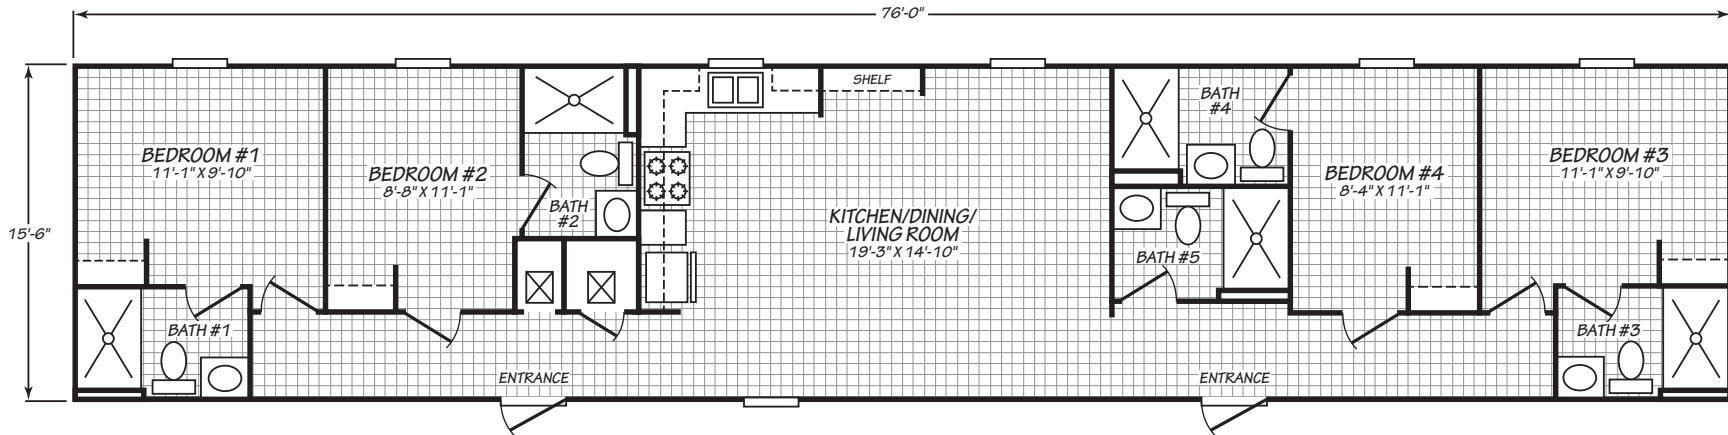 76'-0"
15'-6"
BEDROOM #1
11'-1" X 9'-10"
BATH #1
BEDROOM #2
8'-8" X 11'-1"
BATH
#2
SHELF
KITCHEN/DINING/
LIVING ROOM
19'-3" X 14'-10"
BATH
#4
BATH #5
BEDROOM #4
8'-4" X 11'-1"
BEDROOM #3
11'-1" X 9'-10"
BATH #3
ENTRANCE
ENTRANCE